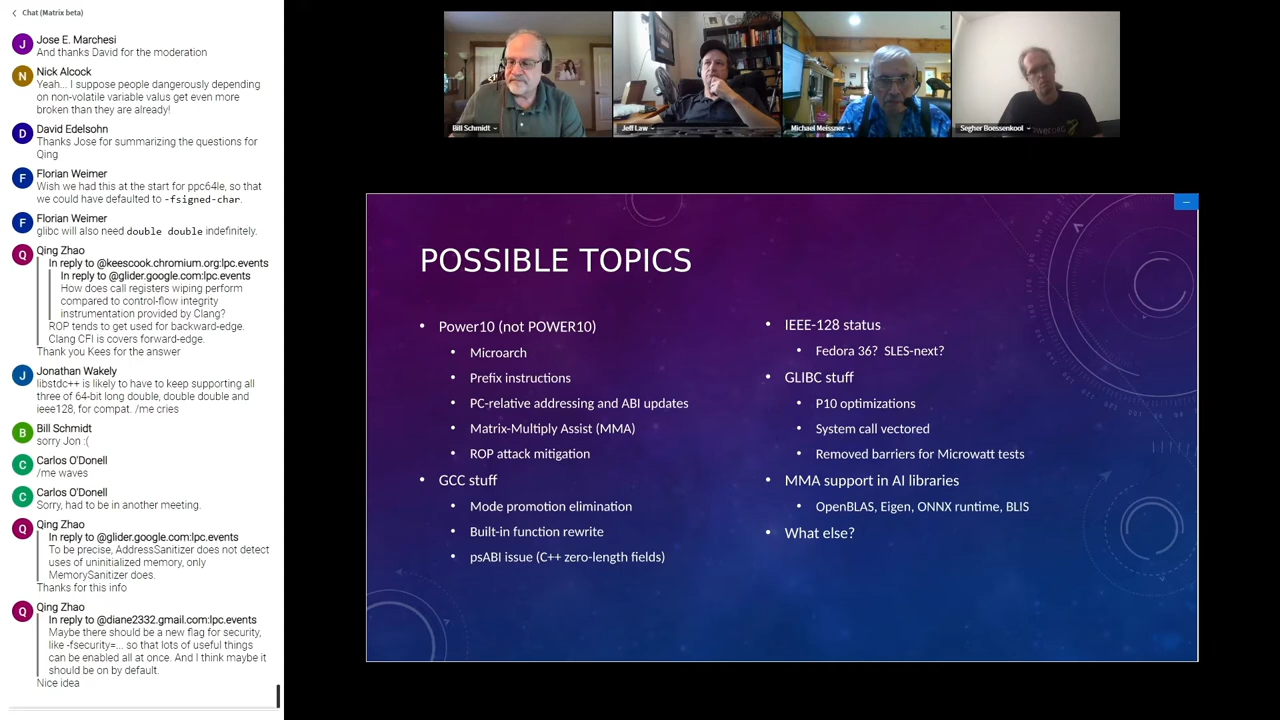 Chat (Matrix beta)
Jose E. Marchesi
And thanks David for the moderation
Nick Alcock
Yeah... I suppose people dangerously depending
on non-volatile variable valus get even more
broken than they are already!
David Edelsohn
Thanks Jose for summarizing the questions for
Qing
Florian Weimer
Wish we had this at the start for ppc64le, so that
we could have defaulted to -fsigned-char.
Florian Weimer
glibc will also need double double indefinitely.
Qing Zhao
In reply to @keescook.chromium.org:lpc.events
In reply to @glider.google.com:lpc.events
How does call registers wiping perform
compared to control-flow integrity
instrumentation provided by Clang?
ROP tends to get used for backward-edge.
Clang CFI is covers forward-edge.
Thank you Kees for the answer
Jonathan Wakely
libstdc++ is likely to have to keep supporting all
three of 64-bit long double, double double and
ieee128, for compat. /me cries
Bill Schmidt
sorry Jon :(
Carlos O'Donell
/me waves
Carlos O'Donell
Sorry, had to be in another meeting.
Qing Zhao
In reply to @glider.google.com:lpc.events
To be precise, AddressSanitizer does not detect
uses of uninitialized memory, only
MemorySanitizer does.
Thanks for this info
Qing Zhao
In reply to @diane2332.gmail.com:lpc.events
Maybe there should be a new flag for security,
like -fsecurity=... so that lots of useful things
can be enabled all at once. And I think maybe it
should be on by default.
Nice idea
Bill Schmidt
Jeff Law
Michael Meissner
Segher Boessenkool
POSSIBLE TOPICS
• Power10 (not POWER10)
• Microarch
• Prefix instructions
• PC-relative addressing and ABI updates
• Matrix-Multiply Assist (MMA)
• ROP attack mitigation
• GCC stuff
• Mode promotion elimination
• Built-in function rewrite
• psABI issue (C++ zero-length fields)
• IEEE-128 status
• Fedora 36? SLES-next?
• GLIBC stuff
• P10 optimizations
• System call vectored
• Removed barriers for Microwatt tests
• MMA support in AI libraries
• OpenBLAS, Eigen, ONNX runtime, BLIS
• What else?